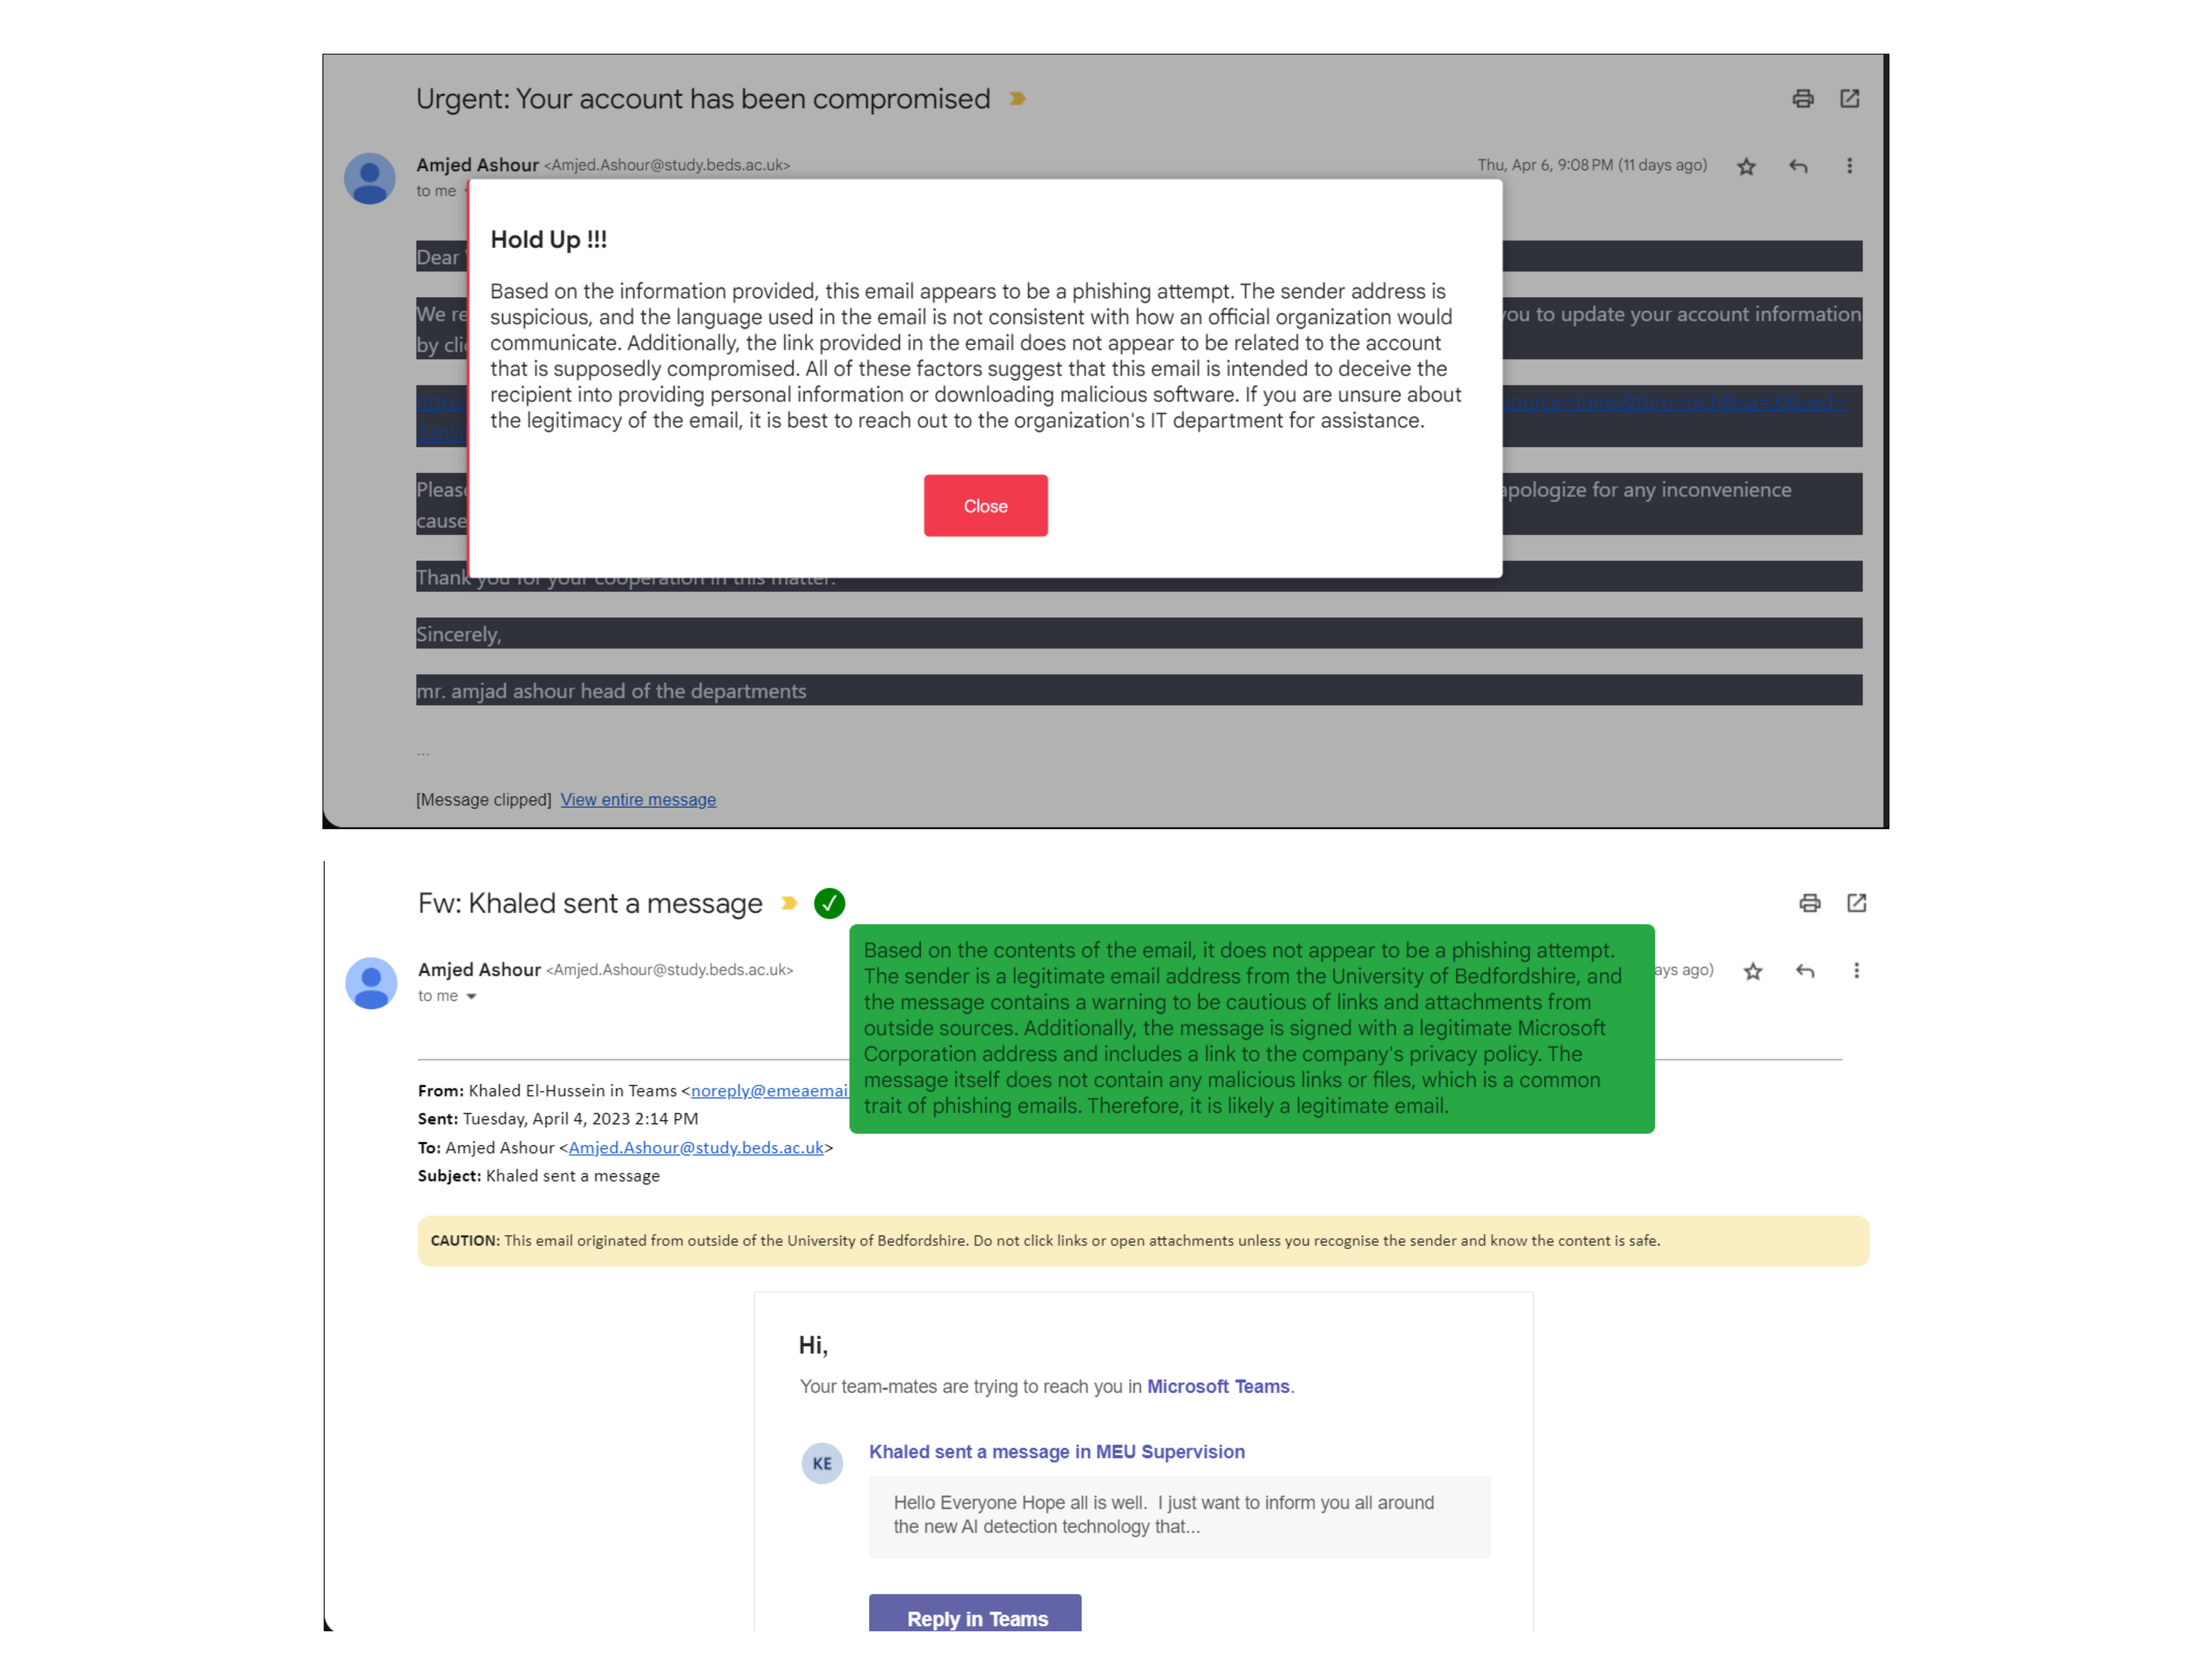 Urgent: Your account has been compromised
Amjed Ashour <Amjed.Ashour@study.beds.ac.uk>
Thu, Apr 6, 9:08 PM (11 days ago)
to me
Hold Up !!!
Dear
Based on the information provided, this email appears to be a phishing attempt. The sender address is
suspicious, and the language used in the email is not consistent with how an official organization would
communicate. Additionally, the link provided in the email does not appear to be related to the account
that is supposedly compromised. All of these factors suggest that this email is intended to deceive the
recipient into providing personal information or downloading malicious software. If you are unsure about
the legitimacy of the email, it is best to reach out to the organization's IT department for assistance.
Close
We
you to update your account information
by
apologize for any inconvenience
Thank you for your cooperation in this matter.
Sincerely,
mr. amjad ashour head of the departments
...
[Message clipped] View entire message
Fw: Khaled sent a message
Amjed Ashour <Amjed.Ashour@study.beds.ac.uk>
ays ago)
to me
Based on the contents of the email, it does not appear to be a phishing attempt.
The sender is a legitimate email address from the University of Bedfordshire, and
the message contains a warning to be cautious of links and attachments from
outside sources. Additionally, the message is signed with a legitimate Microsoft
Corporation address and includes a link to the company's privacy policy. The
message itself does not contain any malicious links or files, which is a common
trait of phishing emails. Therefore, it is likely a legitimate email.
From: Khaled El-Hussein in Teams <noreply@emeaemai
Sent: Tuesday, April 4, 2023 2:14 PM
To: Amjed Ashour <Amjed.Ashour@study.beds.ac.uk>
Subject: Khaled sent a message
CAUTION: This email originated from outside of the University of Bedfordshire. Do not click links or open attachments unless you recognise the sender and know the content is safe.
Hi,
Your team-mates are trying to reach you in Microsoft Teams.
KE
Khaled sent a message in MEU Supervision
Hello Everyone Hope all is well. I just want to inform you all around
the new AI detection technology that...
Reply in Teams